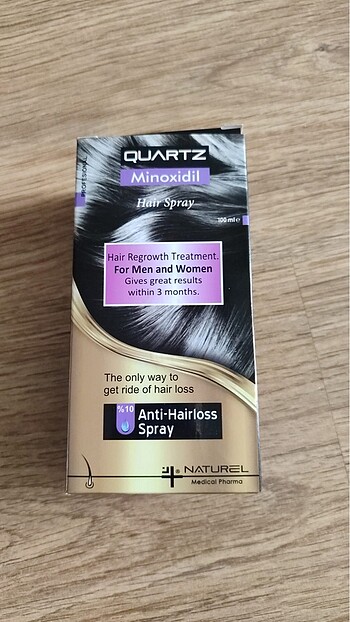 QUARTZ
Minoxidil
PROFESIONAL
Hair Spray
100 ml e
Hair Regrowth Treatment.
For Men and Women
Gives great results
within 3 months.
The only way to
get ride of hair loss
%10
Anti-Hairloss
Spray
NATUREL
Medical Pharma